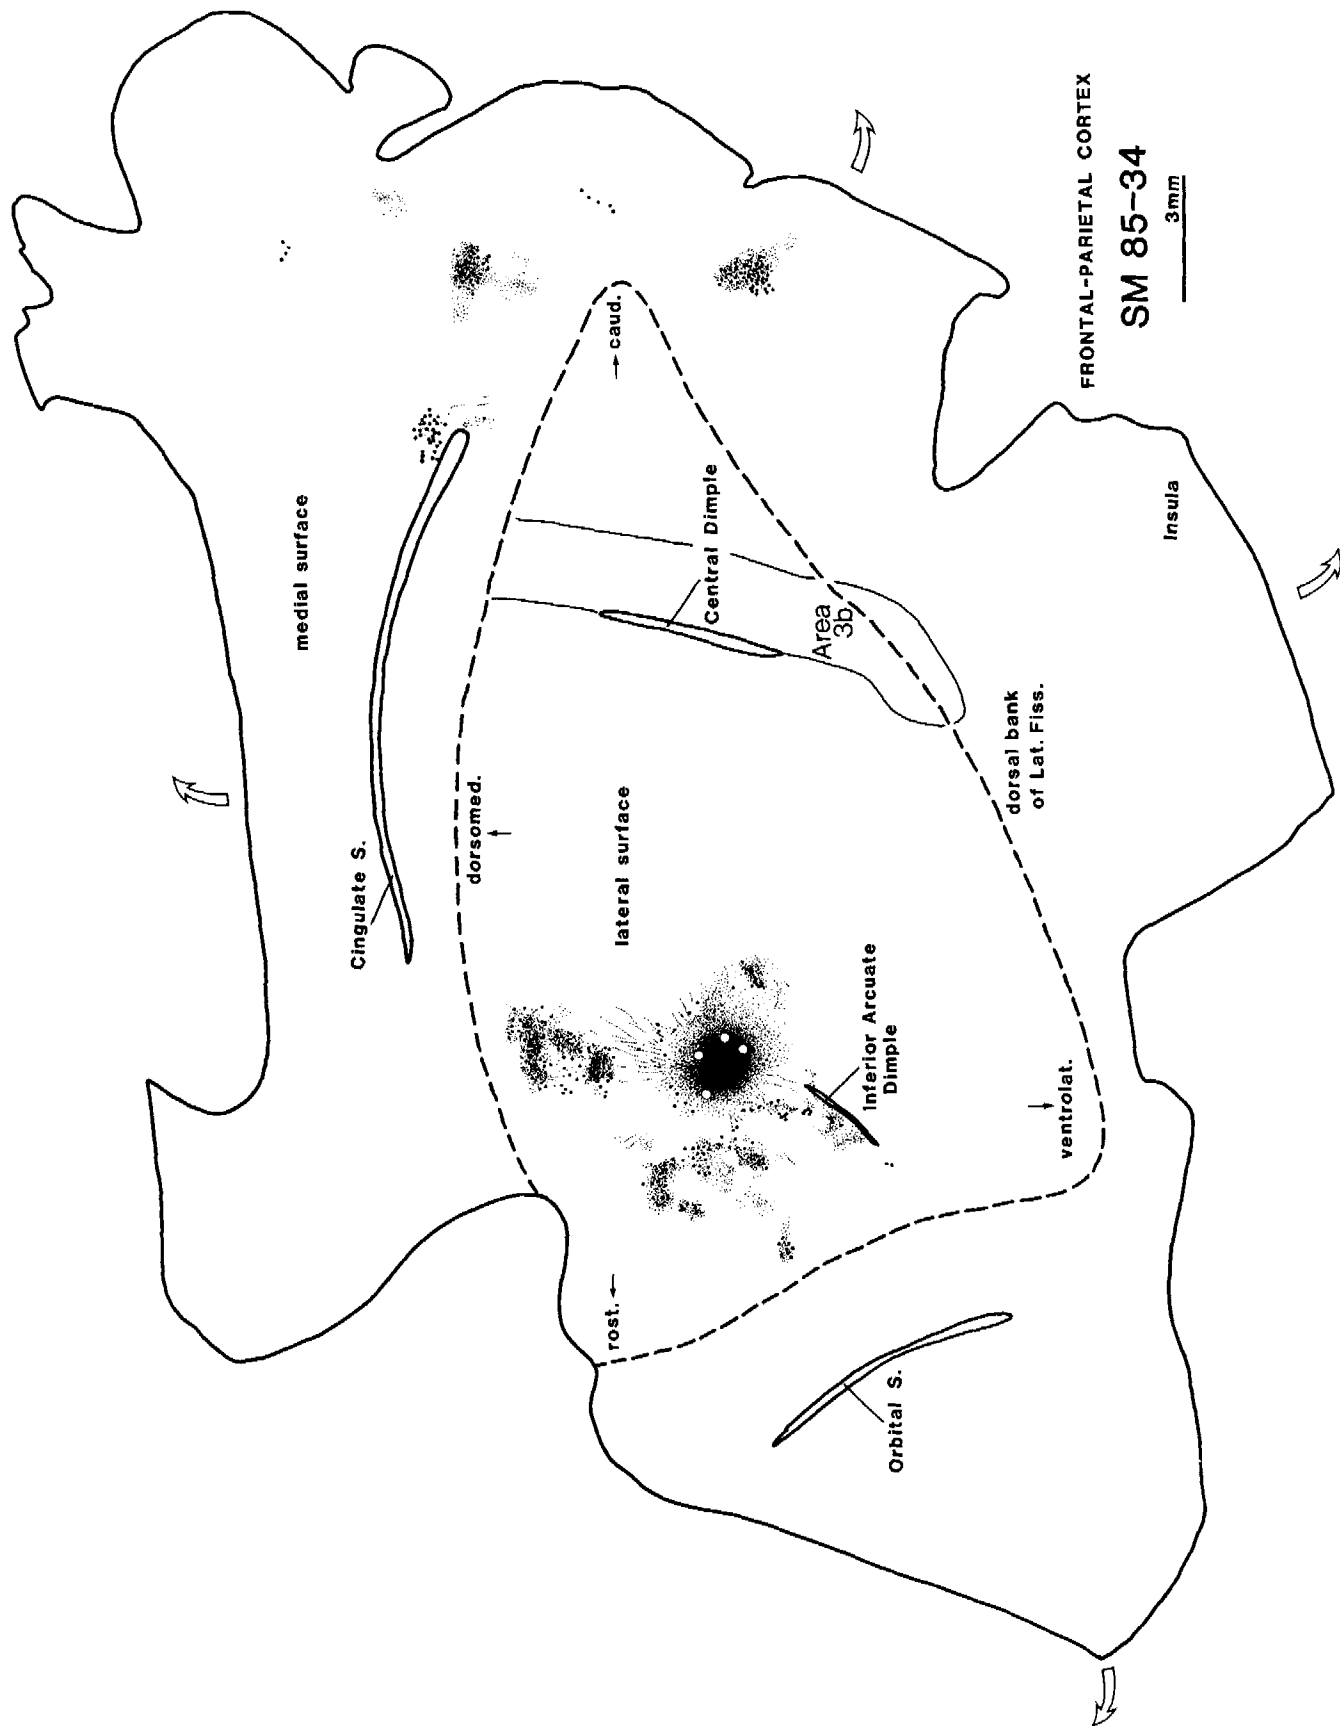 medial surface
Cingulate S.
dorsomed.
lateral surface
rost.
caud.
Central Dimple
Area
3b
Inferior Arcuate
Dimple
ventrolat.
Orbital S.
dorsal bank
of Lat. Fiss.
Insula
FRONTAL-PARIETAL CORTEX
SM 85-34
3mm